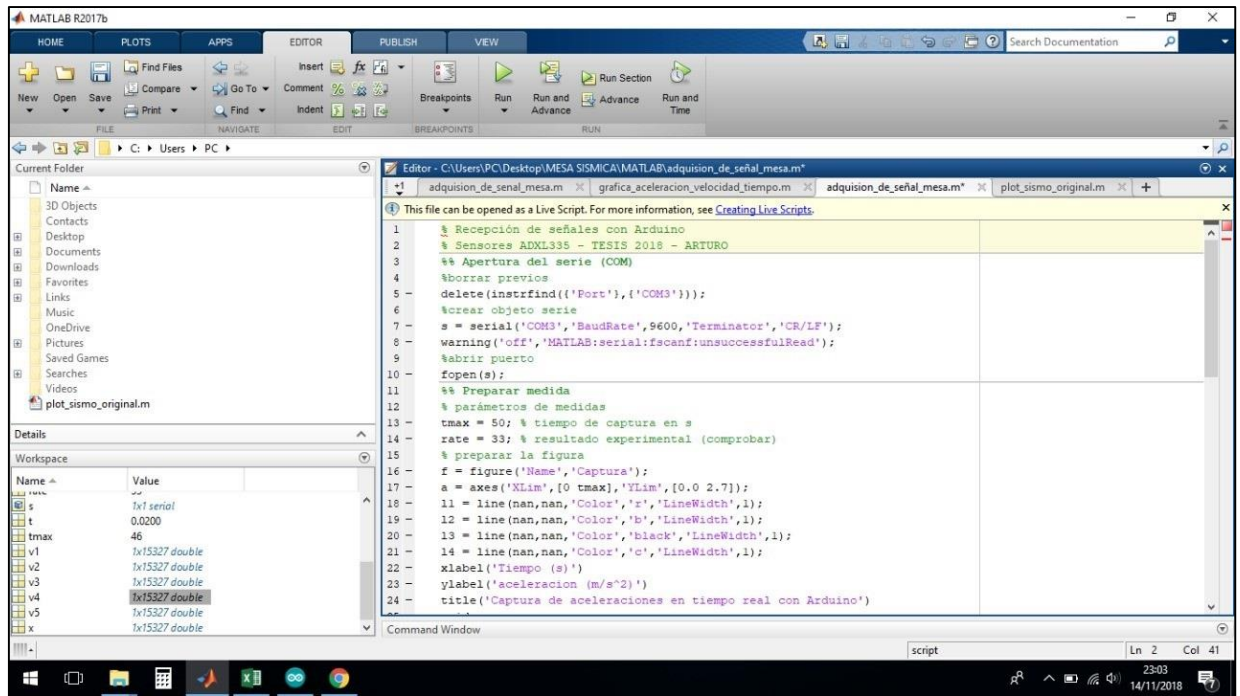 MATLAB R2017b
HOME PLOTS APPS EDITOR PUBLISH VIEW Search Documentation
Find Files Insert fx
New Open Save Compare Go To Comment Breakpoints Run Run and Advance Run Section Advance Run and Time
Print Find Indent
FILE NAVIGATE EDIT BREAKPOINTS RUN
C: Users PC
Current Folder
Name
3D Objects
Contacts
Desktop
Documents
Downloads
Favorites
Links
Music
OneDrive
Pictures
Saved Games
Searches
Videos
plot_sismo_original.m
Details
Workspace
Name Value
s 1x1 serial
t 0.0200
tmax 46
v1 1x15327 double
v2 1x15327 double
v3 1x15327 double
v4 1x15327 double
v5 1x15327 double
x 1x15327 double
Editor - C:\Users\PC\Desktop\MESA SISMICA\MATLAB\adquision_de_señal_mesa.m*
+1 adquision_de_senal_mesa.m grafica_aceleracion_velocidad_tiempo.m adquision_de_señal_mesa.m* plot_sismo_original.m +
This file can be opened as a Live Script. For more information, see Creating Live Scripts.
1 % Recepción de señales con Arduino
2 % Sensores ADXL335 - TESIS 2018 - ARTURO
3 %% Apertura del serie (COM)
4 %borrar previos
5 - delete(instrfind({'Port'},{'COM3'}));
6 %crear objeto serie
7 - s = serial('COM3','BaudRate',9600,'Terminator','CR/LF');
8 - warning('off','MATLAB:serial:fscanf:unsuccessfulRead');
9 %abrir puerto
10 - fopen(s);
11 %% Preparar medida
12 % parámetros de medidas
13 - tmax = 50; % tiempo de captura en s
14 - rate = 33; % resultado experimental (comprobar)
15 % preparar la figura
16 - f = figure('Name','Captura');
17 - a = axes('XLim',[0 tmax],'YLim',[0.0 2.7]);
18 - l1 = line(nan,nan,'Color','r','LineWidth',1);
19 - l2 = line(nan,nan,'Color','b','LineWidth',1);
20 - l3 = line(nan,nan,'Color','black','LineWidth',1);
21 - l4 = line(nan,nan,'Color','c','LineWidth',1);
22 - xlabel('Tiempo (s)')
23 - ylabel('aceleracion (m/s^2)')
24 - title('Captura de aceleraciones en tiempo real con Arduino')
Command Window
script Ln 2 Col 41
23:03
14/11/2018